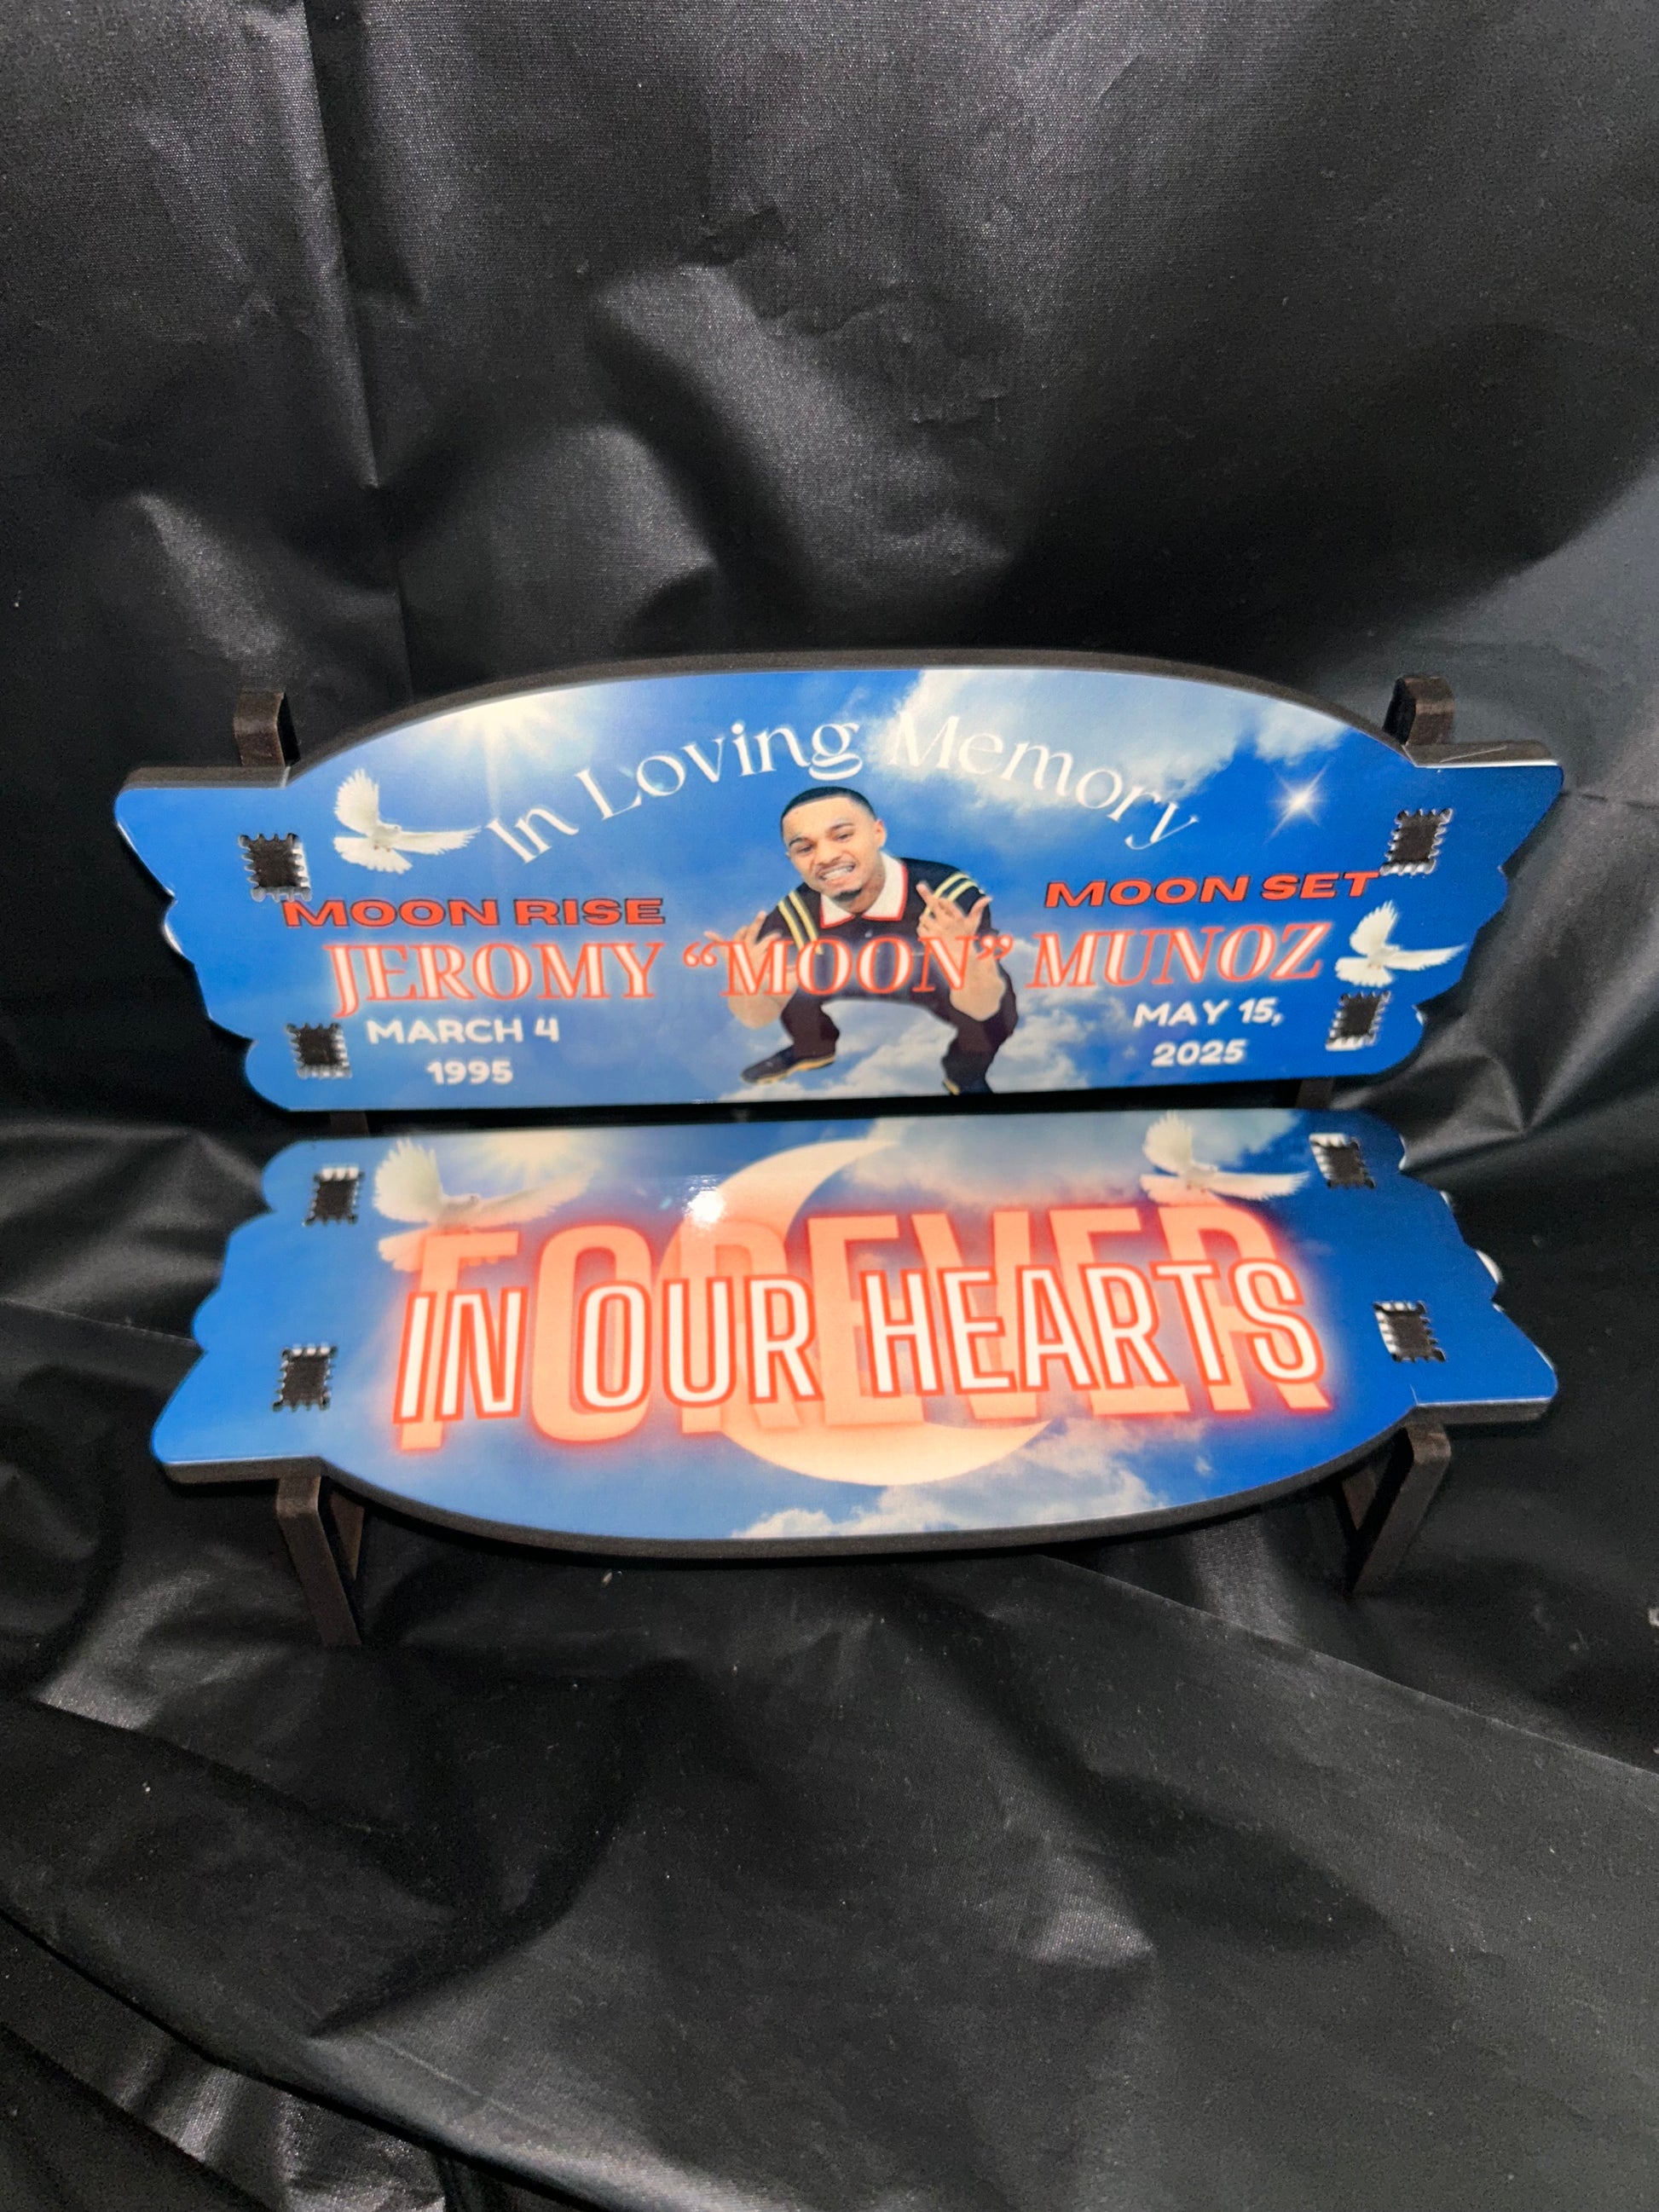 In Loving Memory
MOON RISE
MOON SET
JEROMY “MOON” MUNOZ
MARCH 4
1995
MAY 15,
2025
FOREVER
IN OUR HEARTS